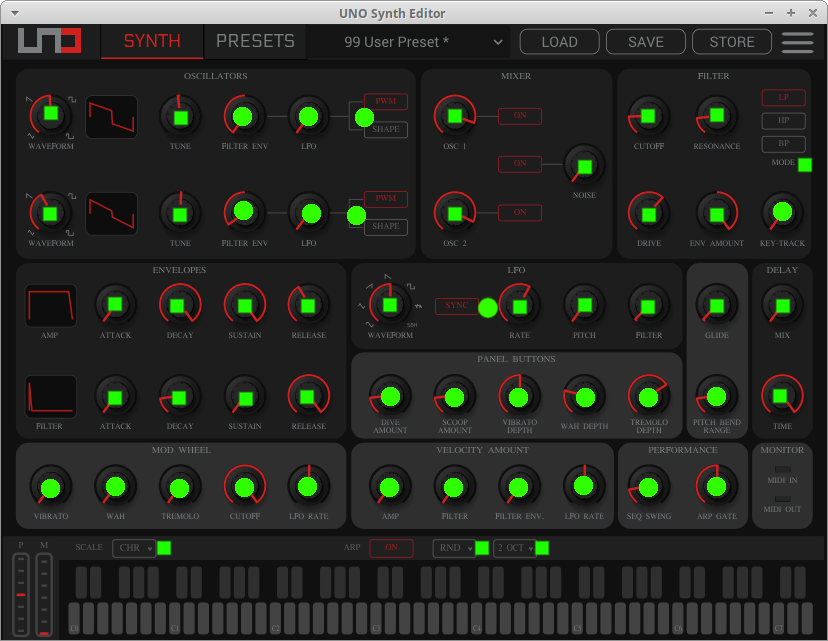 UNO Synth Editor
UNO SYNTH PRESETS 99 User Preset * LOAD SAVE STORE
OSCILLATORS
WAVEFORM TUNE FILTER ENV LFO PWM SHAPE
WAVEFORM TUNE FILTER ENV LFO PWM SHAPE
MIXER
OSC 1 ON
ON NOISE
OSC 2 ON
FILTER
CUTOFF RESONANCE LP HP BP MODE
DRIVE ENV AMOUNT KEY-TRACK
ENVELOPES
AMP ATTACK DECAY SUSTAIN RELEASE
FILTER ATTACK DECAY SUSTAIN RELEASE
LFO
WAVEFORM S&H SYNC RATE PITCH FILTER
PANEL BUTTONS
DIVE AMOUNT SCOOP AMOUNT VIBRATO DEPTH WAH DEPTH TREMOLO DEPTH
GLIDE
PITCH BEND RANGE
DELAY
MIX
TIME
MOD WHEEL
VIBRATO WAH TREMOLO CUTOFF LFO RATE
VELOCITY AMOUNT
AMP FILTER FILTER ENV. LFO RATE
PERFORMANCE
SEQ SWING ARP GATE
MONITOR
MIDI IN
MIDI OUT
P M SCALE CHR ARP ON RND 2 OCT
C0 C1 C2 C3 C4 C5 C6 C7